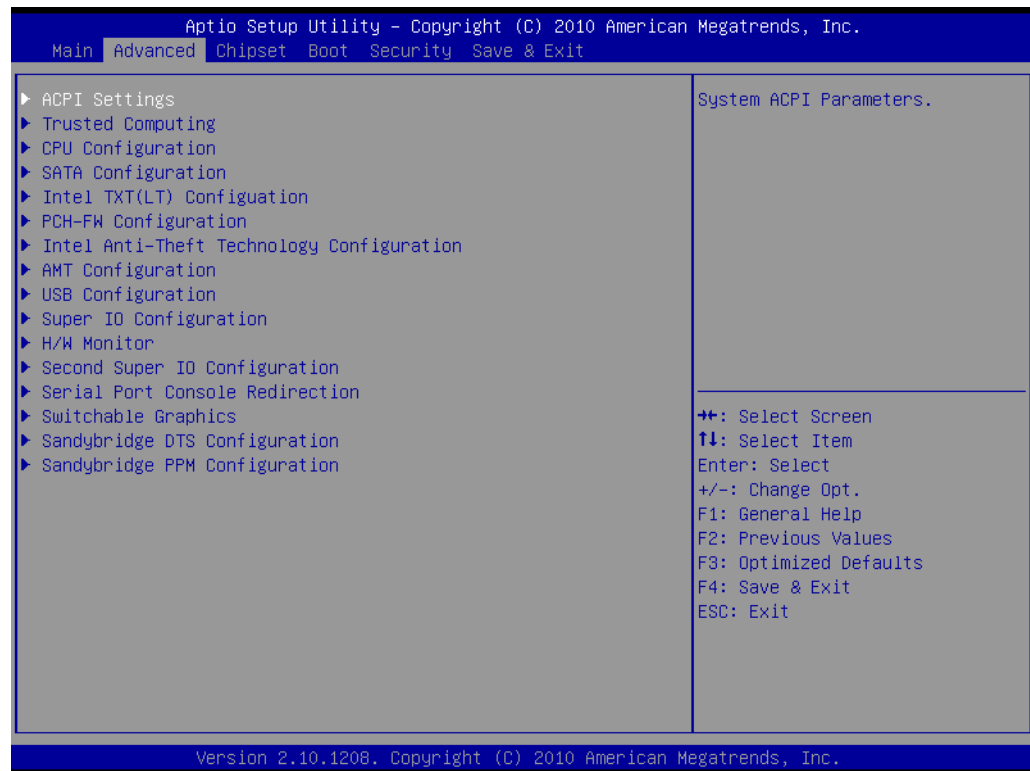 Aptio Setup Utility – Copyright (C) 2010 American Megatrends, Inc.
Main Advanced Chipset Boot Security Save & Exit
▶ ACPI Settings
▶ Trusted Computing
▶ CPU Configuration
▶ SATA Configuration
▶ Intel TXT(LT) Configuation
▶ PCH-FW Configuration
▶ Intel Anti-Theft Technology Configuration
▶ AMT Configuration
▶ USB Configuration
▶ Super IO Configuration
▶ H/W Monitor
▶ Second Super IO Configuration
▶ Serial Port Console Redirection
▶ Switchable Graphics
▶ Sandybridge DTS Configuration
▶ Sandybridge PPM Configuration
System ACPI Parameters.
→←: Select Screen
↑↓: Select Item
Enter: Select
+/-: Change Opt.
F1: General Help
F2: Previous Values
F3: Optimized Defaults
F4: Save & Exit
ESC: Exit
Version 2.10.1208. Copyright (C) 2010 American Megatrends, Inc.